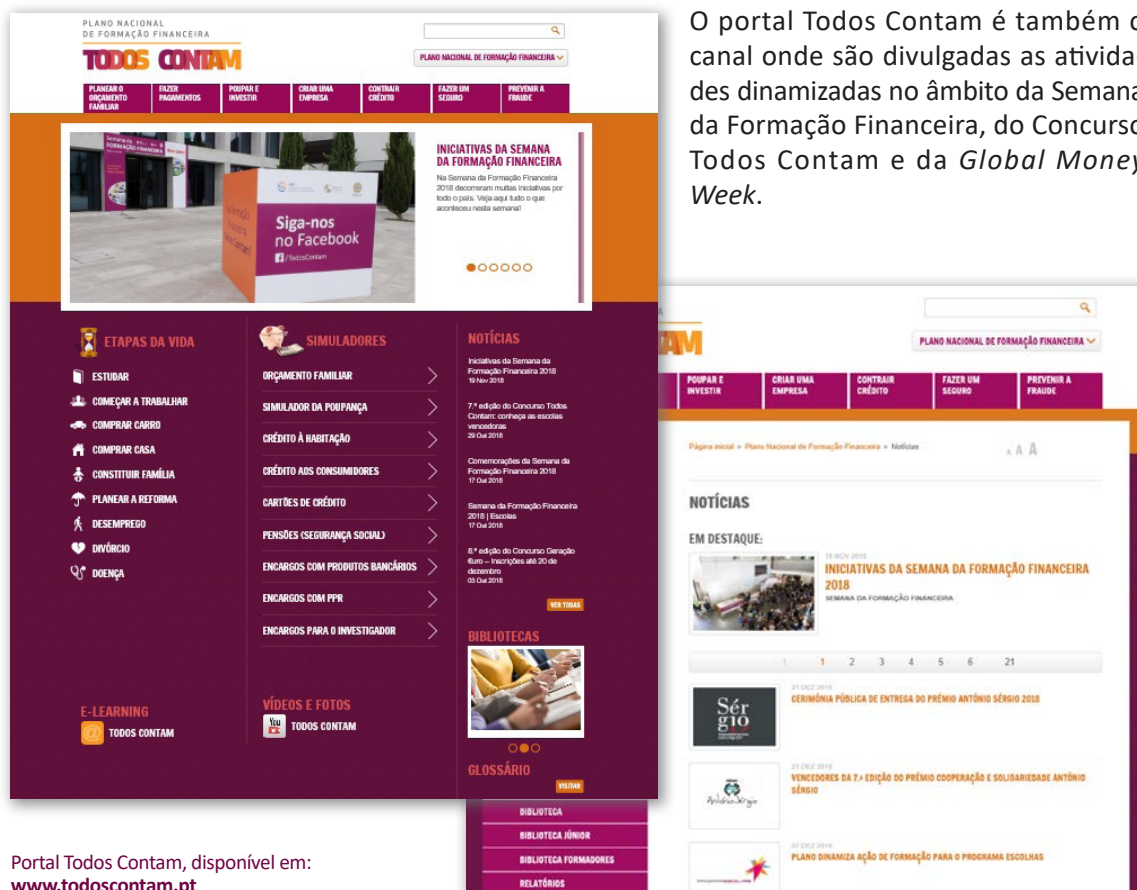 PLANO NACIONAL
DE FORMAÇÃO FINANCEIRA
TODOS CONTAM
PLANO NACIONAL DE FORMAÇÃO FINANCEIRA
PLANEAR O
ORÇAMENTO
FAMILIAR
FAZER
PAGAMENTOS
POUPAR E
INVESTIR
CRIAR UMA
EMPRESA
CONTRAIR
CRÉDITO
FAZER UM
SEGURO
PREVENIR A
FRAUDE
Siga-nos
no Facebook
/TodosContam
INICIATIVAS DA SEMANA
DA FORMAÇÃO FINANCEIRA
Na Semana da Formação Financeira
2018 decorreram muitas iniciativas por
todo o país. Veja aqui tudo o que
aconteceu nesta semana!
ETAPAS DA VIDA
ESTUDAR
COMEÇAR A TRABALHAR
COMPRAR CARRO
COMPRAR CASA
CONSTITUIR FAMÍLIA
PLANEAR A REFORMA
DESEMPREGO
DIVÓRCIO
DOENÇA
E-LEARNING
TODOS CONTAM
SIMULADORES
ORÇAMENTO FAMILIAR
SIMULADOR DA POUPANÇA
CRÉDITO À HABITAÇÃO
CRÉDITO AOS CONSUMIDORES
CARTÕES DE CRÉDITO
PENSÕES (SEGURANÇA SOCIAL)
ENCARGOS COM PRODUTOS BANCÁRIOS
ENCARGOS COM PPR
ENCARGOS PARA O INVESTIGADOR
VÍDEOS E FOTOS
TODOS CONTAM
NOTÍCIAS
Iniciativas da Semana da
Formação Financeira 2018
19 Nov 2018
7.ª edição do Concurso Todos
Contam: conheça as escolas
vencedoras
29 Out 2018
Comemorações da Semana da
Formação Financeira 2018
17 Out 2018
Semana da Formação Financeira
2018 | Escolas
17 Out 2018
8.ª edição do Concurso Geração
€uro – Inscrições até 20 de
dezembro
03 Out 2018
VER TODAS
BIBLIOTECAS
GLOSSÁRIO
VISITAR
O portal Todos Contam é também o
canal onde são divulgadas as ativida
des dinamizadas no âmbito da Semana
da Formação Financeira, do Concurso
Todos Contam e da Global Money
Week.
PLANO NACIONAL DE FORMAÇÃO FINANCEIRA
POUPAR E
INVESTIR
CRIAR UMA
EMPRESA
CONTRAIR
CRÉDITO
FAZER UM
SEGURO
PREVENIR A
FRAUDE
Página inicial > Plano Nacional de Formação Financeira > Notícias
A A A
NOTÍCIAS
EM DESTAQUE:
INICIATIVAS DA SEMANA DA FORMAÇÃO FINANCEIRA
2018
SEMANA DA FORMAÇÃO FINANCEIRA
1 2 3 4 5 6 21
Sér
gio
CERIMÓNIA PÚBLICA DE ENTREGA DO PRÉMIO ANTÓNIO SÉRGIO 2018
VENCEDORES DA 7.ª EDIÇÃO DO PRÉMIO COOPERAÇÃO E SOLIDARIEDADE ANTÓNIO
SÉRGIO
PLANO DINAMIZA AÇÃO DE FORMAÇÃO PARA O PROGRAMA ESCOLHAS
BIBLIOTECA
BIBLIOTECA JÚNIOR
BIBLIOTECA FORMADORES
RELATÓRIOS
Portal Todos Contam, disponível em:
www.todoscontam.pt